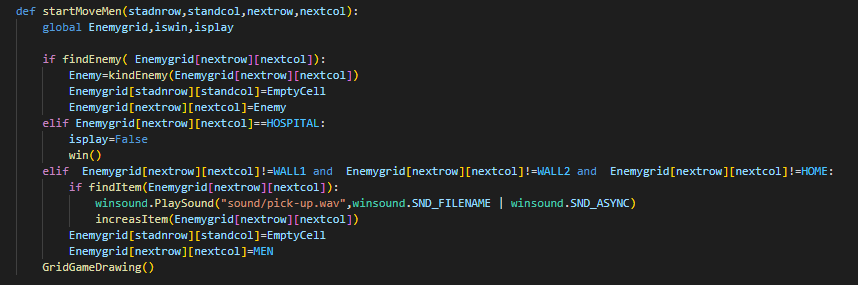 def startMoveMen(stadnrow,standcol,nextrow,nextcol):
    global Enemygrid,iswin,isplay

    if findEnemy( Enemygrid[nextrow][nextcol]):
        Enemy=kindEnemy(Enemygrid[nextrow][nextcol])
        Enemygrid[stadnrow][standcol]=EmptyCell
        Enemygrid[nextrow][nextcol]=Enemy
    elif Enemygrid[nextrow][nextcol]==HOSPITAL:
        isplay=False
        win()
    elif  Enemygrid[nextrow][nextcol]!=WALL1 and  Enemygrid[nextrow][nextcol]!=WALL2 and  Enemygrid[nextrow][nextcol]!=HOME:
        if findItem(Enemygrid[nextrow][nextcol]):
            winsound.PlaySound("sound/pick-up.wav",winsound.SND_FILENAME | winsound.SND_ASYNC)
            increasItem(Enemygrid[nextrow][nextcol])
        Enemygrid[stadnrow][standcol]=EmptyCell
        Enemygrid[nextrow][nextcol]=MEN
    GridGameDrawing()